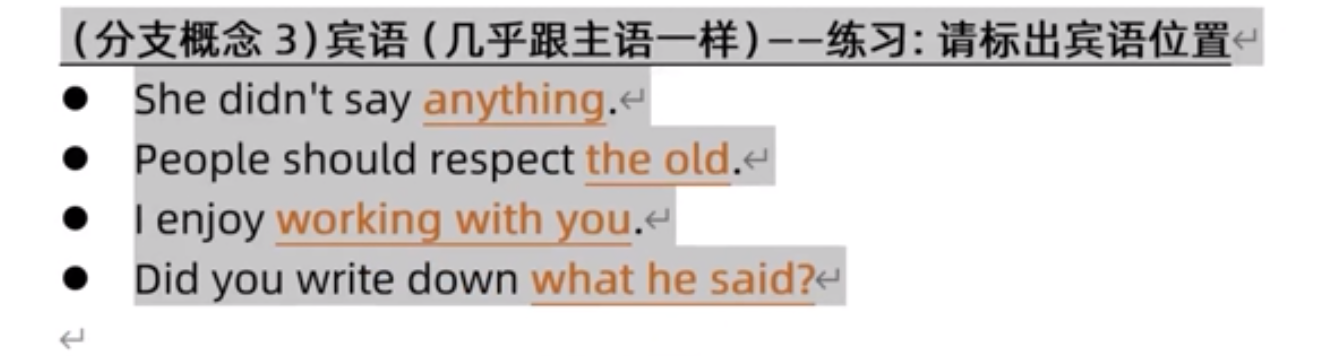 （分支概念 3）宾语（几乎跟主语一样）——练习：请标出宾语位置↵
● She didn't say anything.↵
● People should respect the old.↵
● I enjoy working with you.↵
● Did you write down what he said?↵
↵